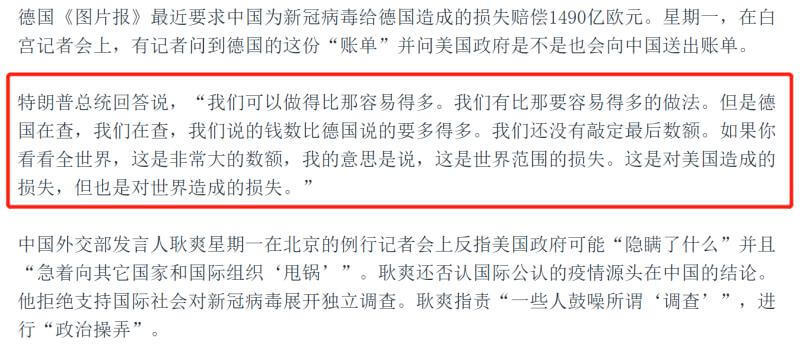 德国《图片报》最近要求中国为新冠病毒给德国造成的损失赔偿1490亿欧元。星期一，在白
宫记者会上，有记者问到德国的这份“账单”并问美国政府是不是也会向中国送出账单。
特朗普总统回答说，“我们可以做得比那容易得多。我们有比那要容易得多的做法。但是德
国在查，我们在查，我们说的钱数比德国说的要多得多。我们还没有敲定最后数额。如果你
看看全世界，这是非常大的数额，我的意思是说，这是世界范围的损失。这是对美国造成的
损失，但也是对世界造成的损失。”
中国外交部发言人耿爽星期一在北京的例行记者会上反指美国政府可能“隐瞒了什么”并且
“急着向其它国家和国际组织‘甩锅’”。耿爽还否认国际公认的疫情源头在中国的结论。
他拒绝支持国际社会对新冠病毒展开独立调查。耿爽指责“一些人鼓噪所谓‘调查’”，进
行“政治操弄”。